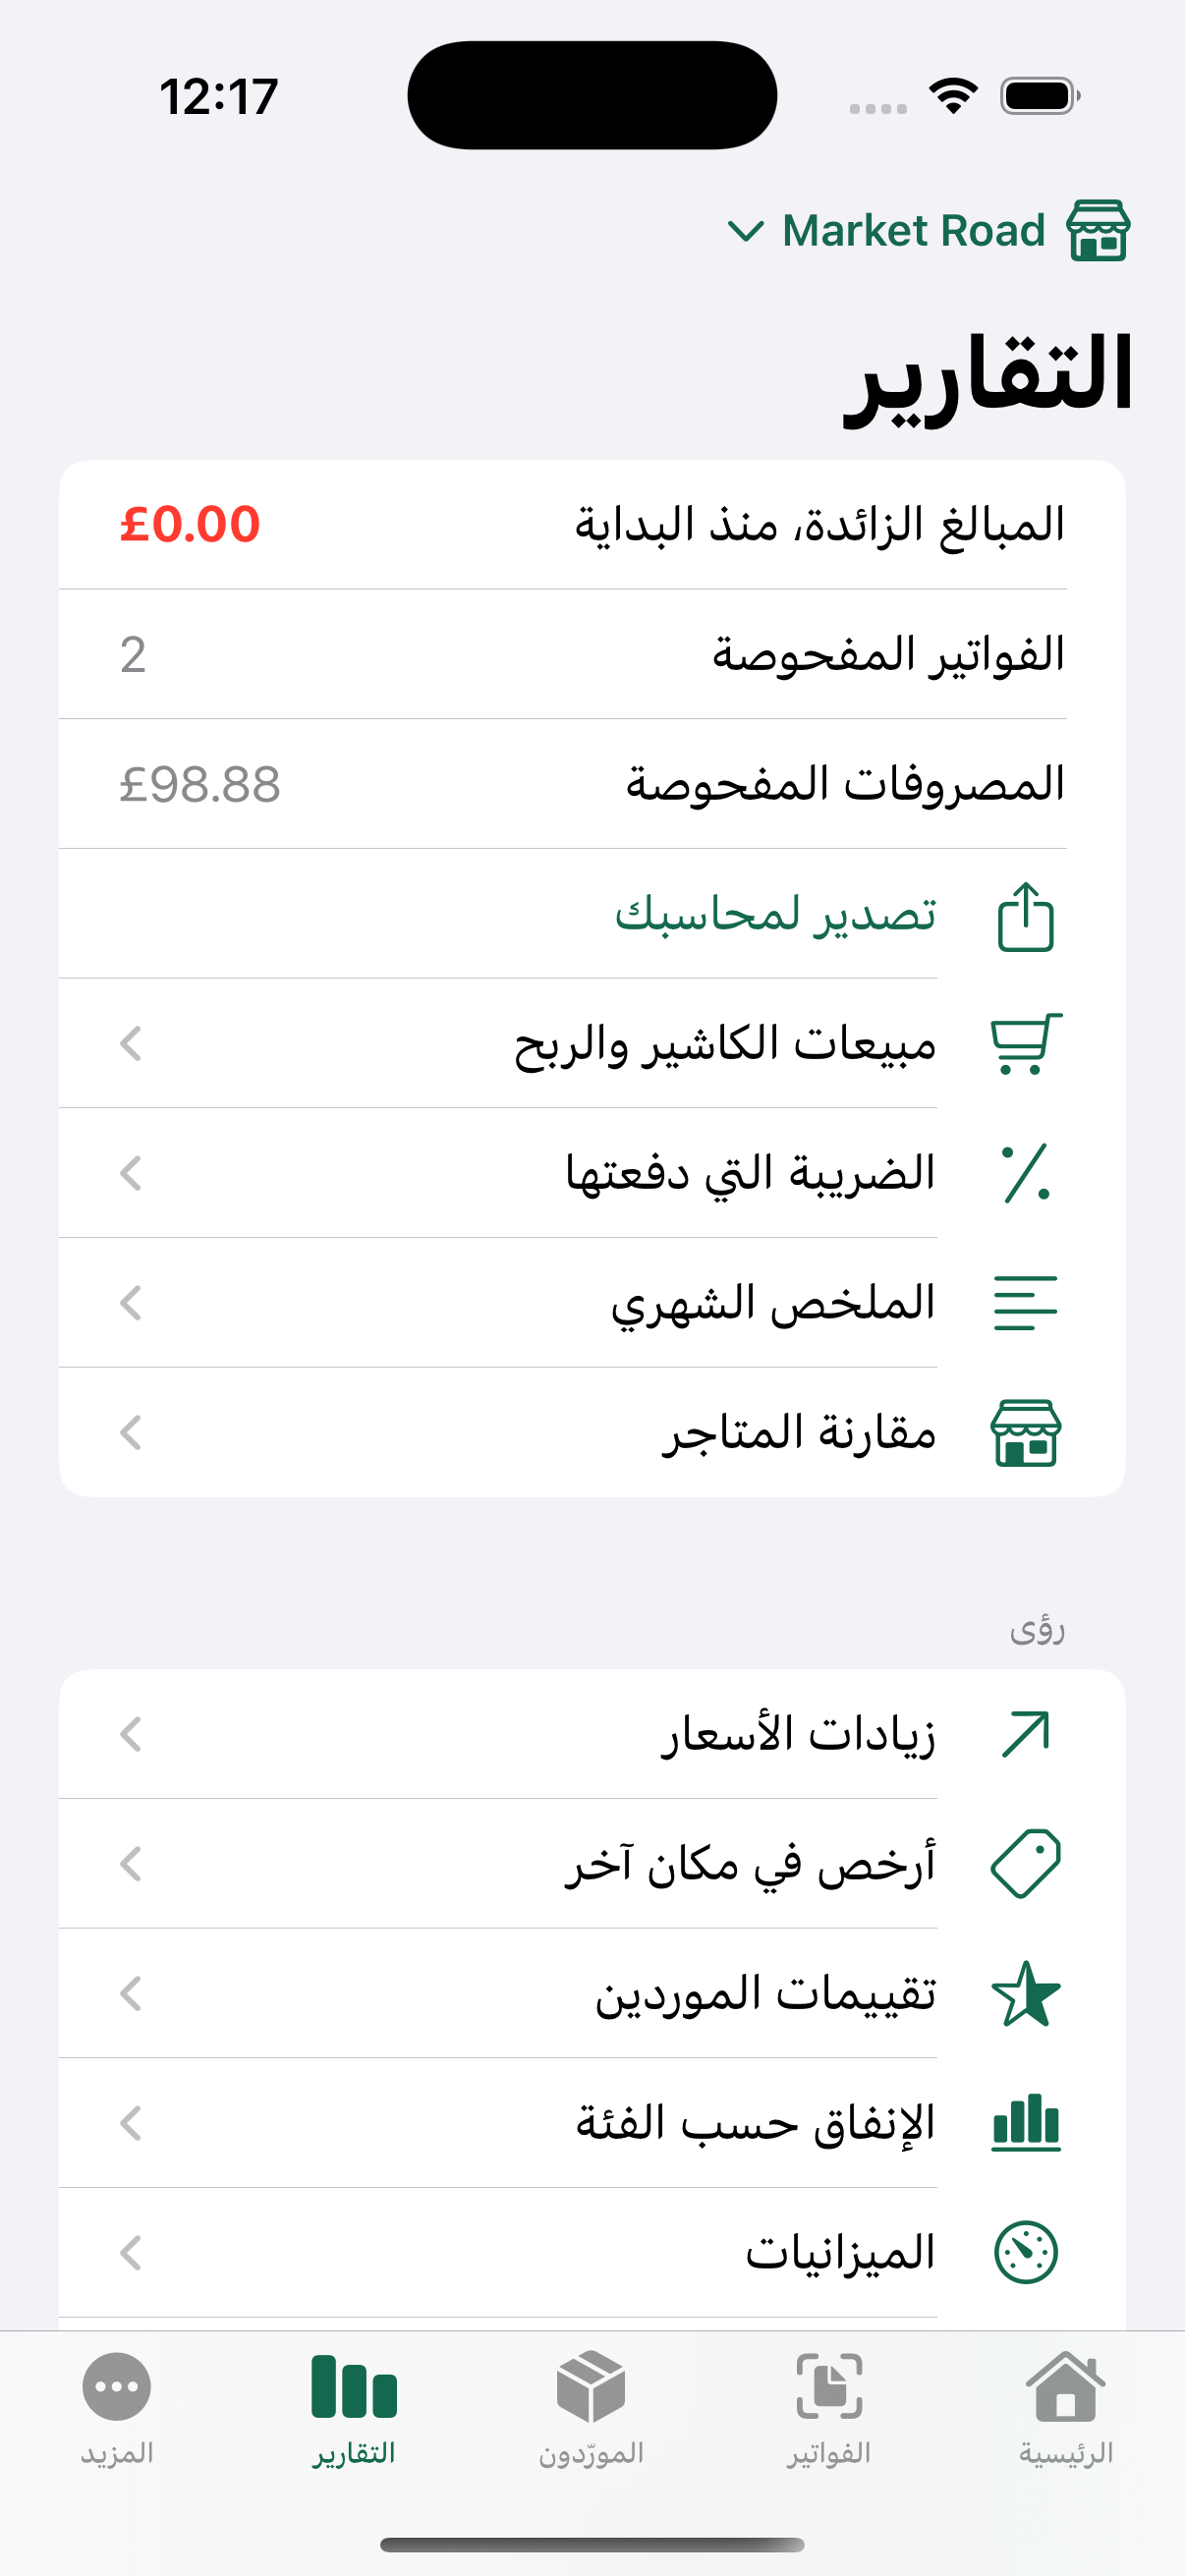 12:17
Market Road
التقارير
المبالغ الزائدة، منذ البداية £0.00
الفواتير المفحوصة 2
المصروفات المفحوصة £98.88
تصدير لمحاسبك
مبيعات الكاشير والربح
الضريبة التي دفعتها
الملخص الشهري
مقارنة المتاجر
رؤى
زيادات الأسعار
أرخص في مكان آخر
تقييمات الموردين
الإنفاق حسب الفئة
الميزانيات
الرئيسية الفواتير المورّدون التقارير المزيد